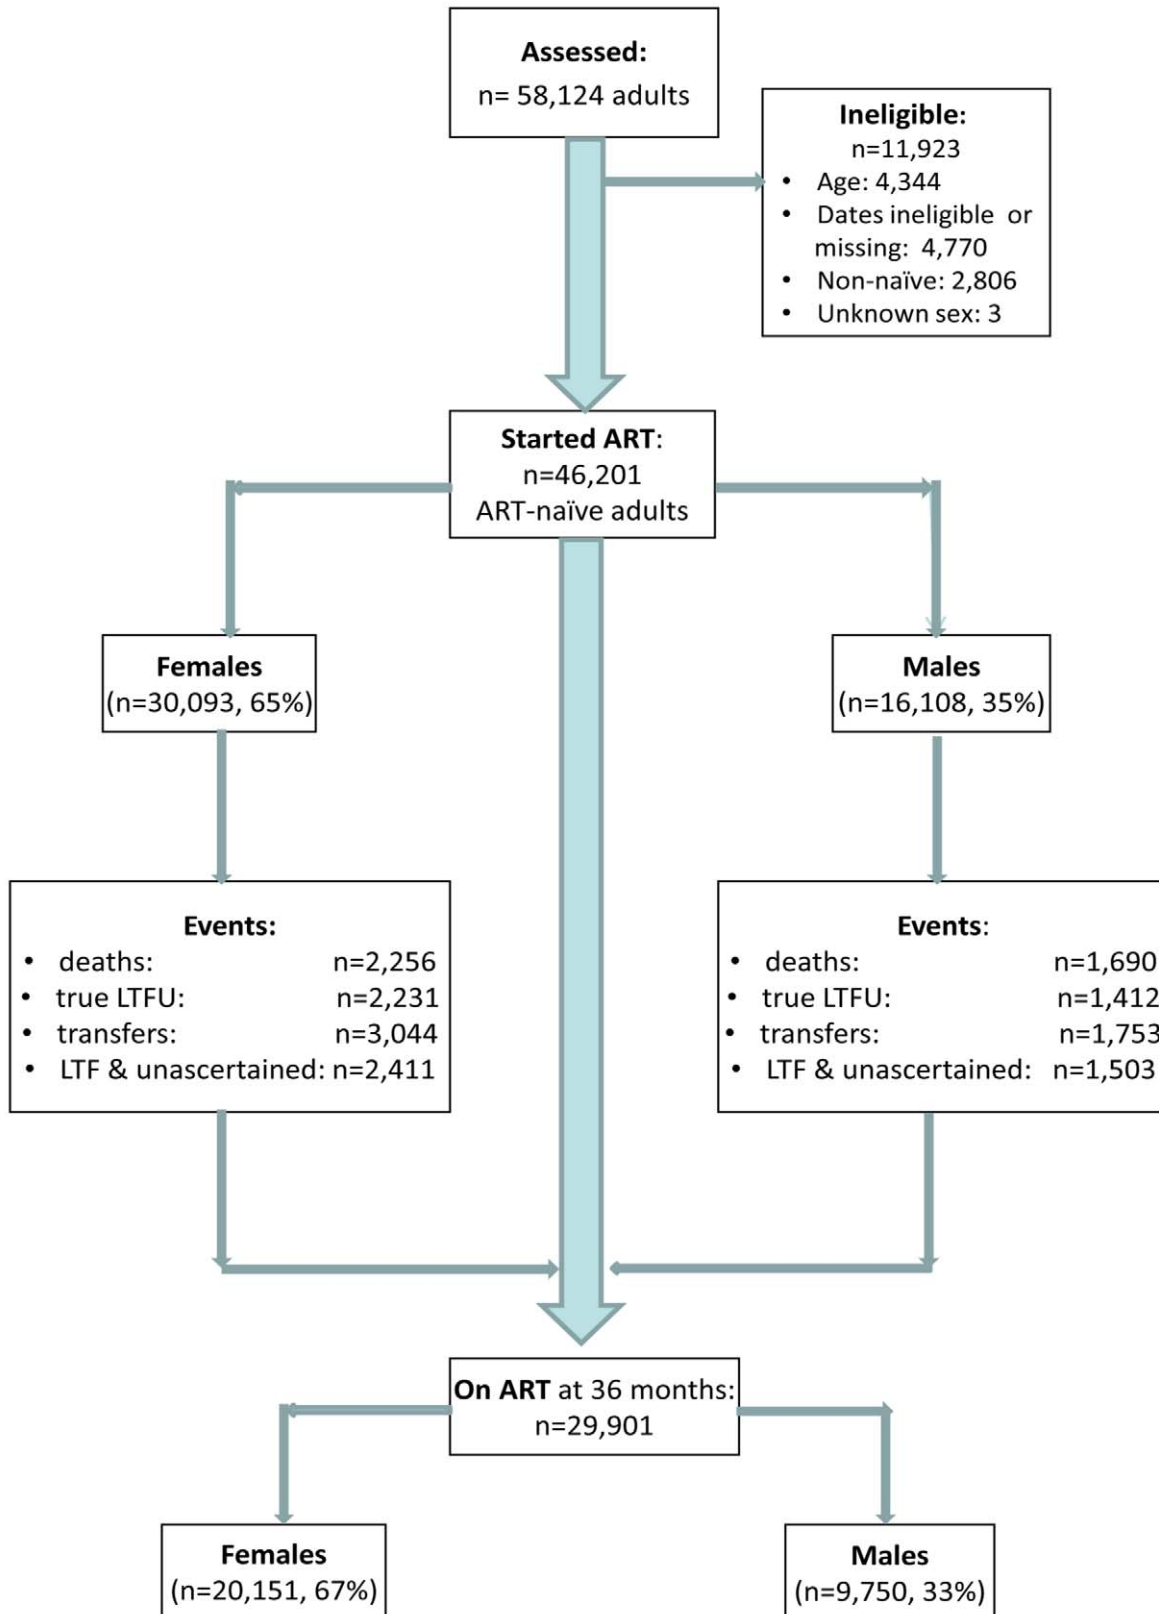 Assessed:
n= 58,124 adults
Ineligible:
n=11,923
• Age: 4,344
• Dates ineligible or
missing: 4,770
• Non-naïve: 2,806
• Unknown sex: 3
Started ART:
n=46,201
ART-naïve adults
Females
(n=30,093, 65%)
Males
(n=16,108, 35%)
Events:
• deaths: n=2,256
• true LTFU: n=2,231
• transfers: n=3,044
• LTF & unascertained: n=2,411
Events:
• deaths: n=1,690
• true LTFU: n=1,412
• transfers: n=1,753
• LTF & unascertained: n=1,503
On ART at 36 months:
n=29,901
Females
(n=20,151, 67%)
Males
(n=9,750, 33%)